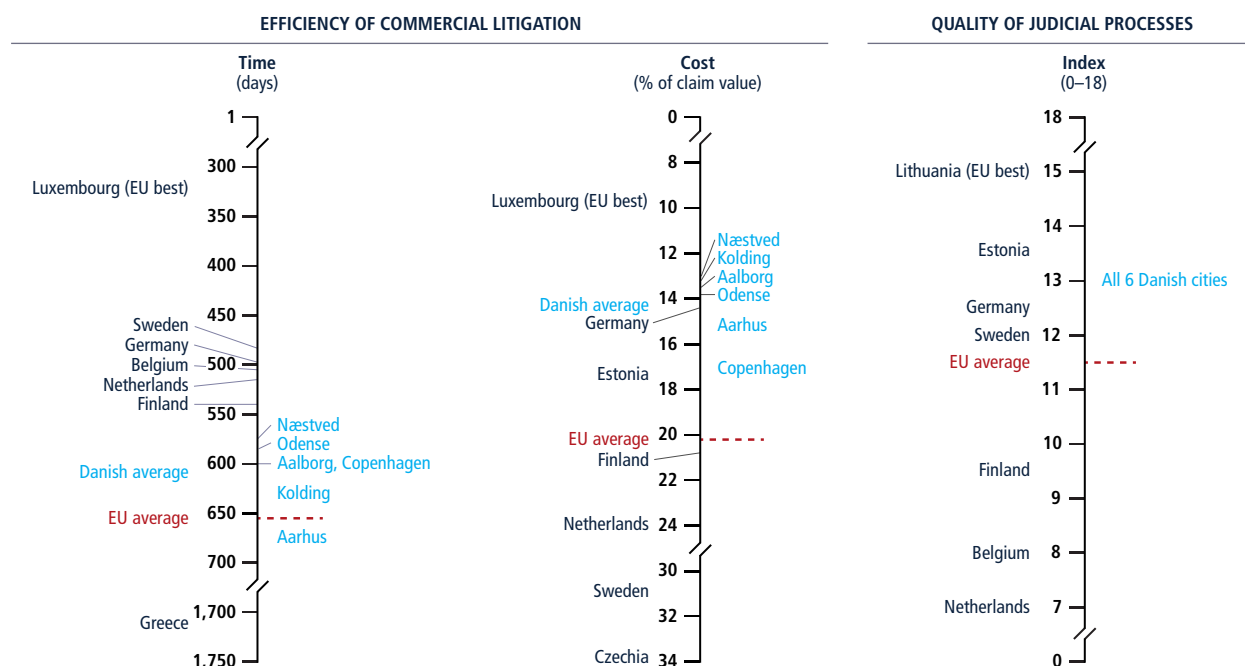 EFFICIENCY OF COMMERCIAL LITIGATION
QUALITY OF JUDICIAL PROCESSES
Time
(days)
1
300
Luxembourg (EU best)
350
400
450
Sweden
Germany
500
Belgium
Netherlands
Finland
550
Næstved
Odense
600
Aalborg, Copenhagen
Danish average
Kolding
650
EU average
Aarhus
700
1,700
Greece
1,750
Cost
(% of claim value)
0
8
Luxembourg (EU best)
10
Næstved
12
Kolding
Aalborg
14
Odense
Danish average
Germany
Aarhus
16
Copenhagen
Estonia
18
EU average
20
Finland
22
Netherlands
24
30
Sweden
32
Czechia
34
Index
(0–18)
18
Lithuania (EU best)
15
14
Estonia
13
All 6 Danish cities
Germany
Sweden
12
EU average
11
10
Finland
9
Belgium
8
Netherlands
7
0